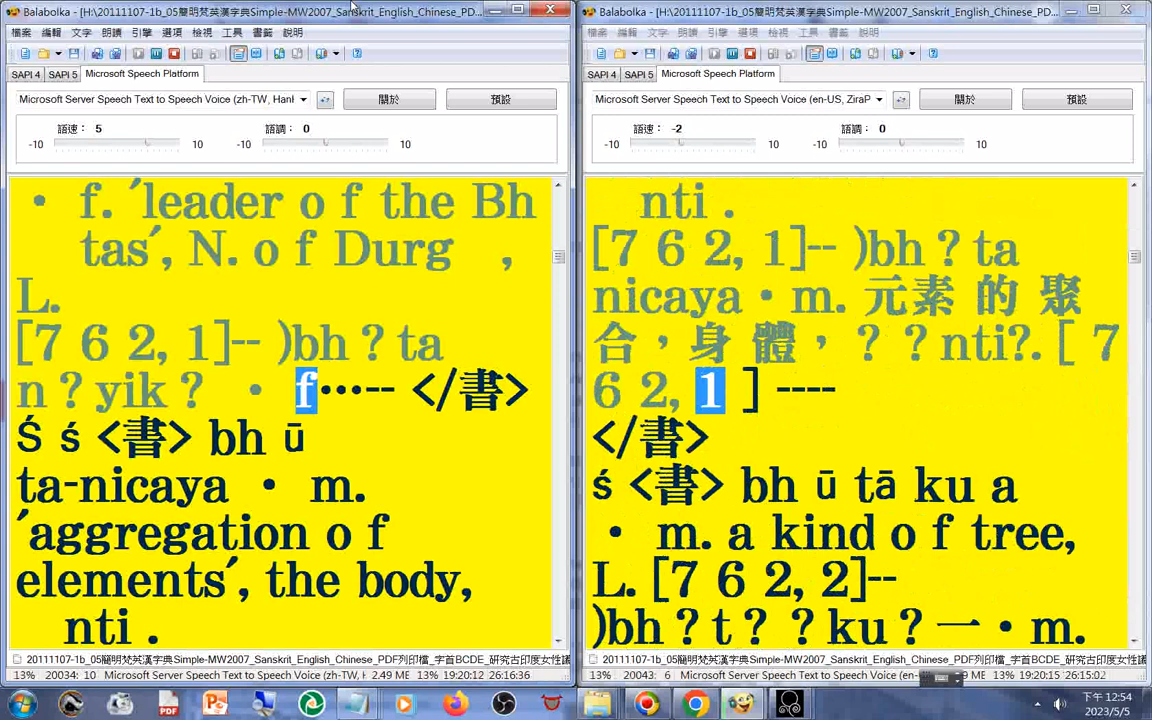 Balabolka - [H:\20111107-1b_05簡明梵英漢字典Simple-MW2007_Sanskrit_English_Chinese_PD...
檔案 編輯 文字 朗讀 引擎 選項 檢視 工具 書籤 說明
SAPI 4 SAPI 5 Microsoft Speech Platform
Microsoft Server Speech Text to Speech Voice (zh-TW, HanI 關於 預設
語速： 5 語調： 0
-10 10 -10 10
• f. ´leader o f the Bh
tas´, N. o f Durg ,
L.
[7 6 2, 1]-- )bh ? ta
n ? yik ? • f…-- </書>
Ś ś <書> bh ū
ta-nicaya • m.
´aggregation o f
elements´, the body,
nti .
20111107-1b_05簡明梵英漢字典Simple-MW2007_Sanskrit_English_Chinese_PDF列印檔_字首BCDE_研究古印度女性議
20034: 10 Microsoft Server Speech Text to Speech Voice (zh-TW, H 2.49 MB 13% 19:20:12 26:16:36
Balabolka - [H:\20111107-1b_05簡明梵英漢字典Simple-MW2007_Sanskrit_English_Chinese_PD...
檔案 編輯 文字 朗讀 引擎 選項 檢視 工具 書籤 說明
SAPI 4 SAPI 5 Microsoft Speech Platform
Microsoft Server Speech Text to Speech Voice (en-US, ZiraP 關於 預設
語速： -2 語調： 0
-10 10 -10 10
nti .
[7 6 2, 1]-- )bh ? ta
nicaya • m. 元素 的 聚
合，身 體， ? ? nti?. [ 7
6 2, 1 ] ----
</書>
ś <書> bh ū tā ku a
• m. a kind o f tree,
L. [7 6 2, 2]--
)bh ? t ? ? ku ? 一 • m.
20111107-1b_05簡明梵英漢字典Simple-MW2007_Sanskrit_English_Chinese_PDF列印檔_字首BCDE_研究古印度女性議
13% 20043: 6 Microsoft Server Speech Text to Speech Voice (en-US, 9 MB 13% 19:20:15 26:15:02
下午 12:54
2023/5/5